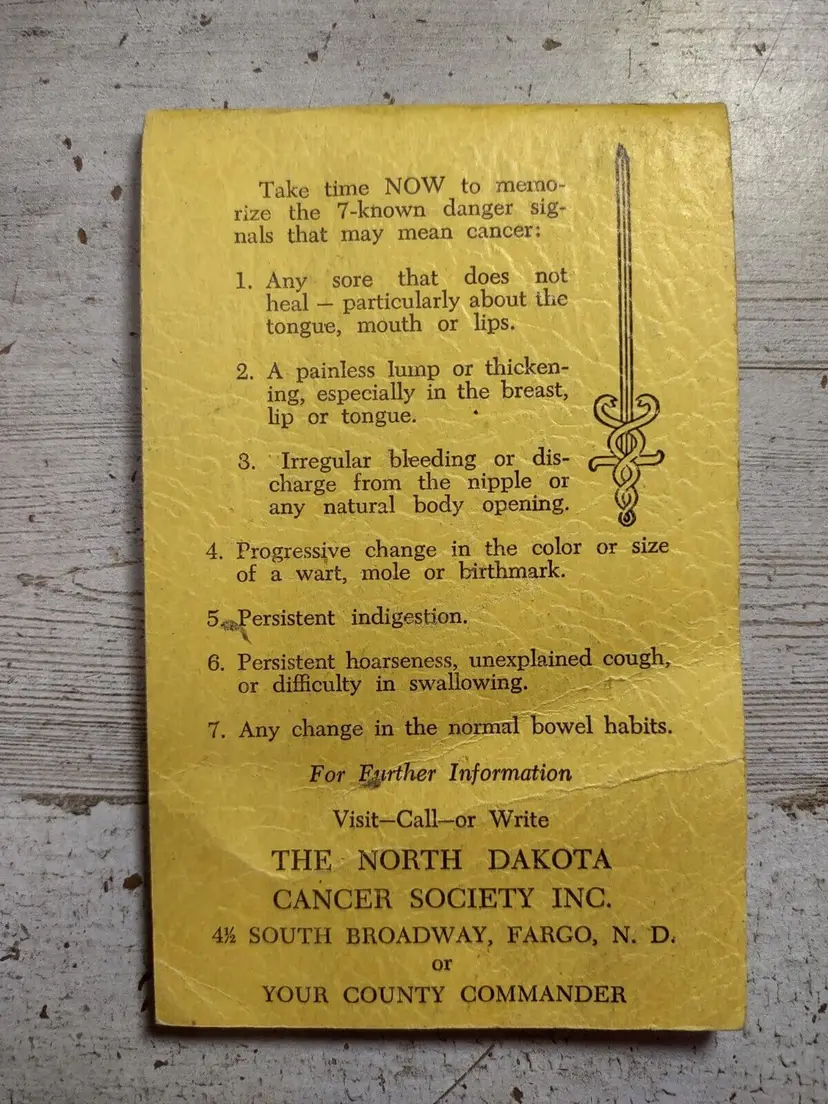 Take time NOW to memo-
rize the 7-known danger sig-
nals that may mean cancer:
1. Any sore that does not
heal — particularly about the
tongue, mouth or lips.
2. A painless lump or thicken-
ing, especially in the breast,
lip or tongue.
3. Irregular bleeding or dis-
charge from the nipple or
any natural body opening.
4. Progressive change in the color or size
of a wart, mole or birthmark.
5. Persistent indigestion.
6. Persistent hoarseness, unexplained cough,
or difficulty in swallowing.
7. Any change in the normal bowel habits.
For Further Information
Visit—Call—or Write
THE NORTH DAKOTA
CANCER SOCIETY INC.
4½ SOUTH BROADWAY, FARGO, N. D.
or
YOUR COUNTY COMMANDER